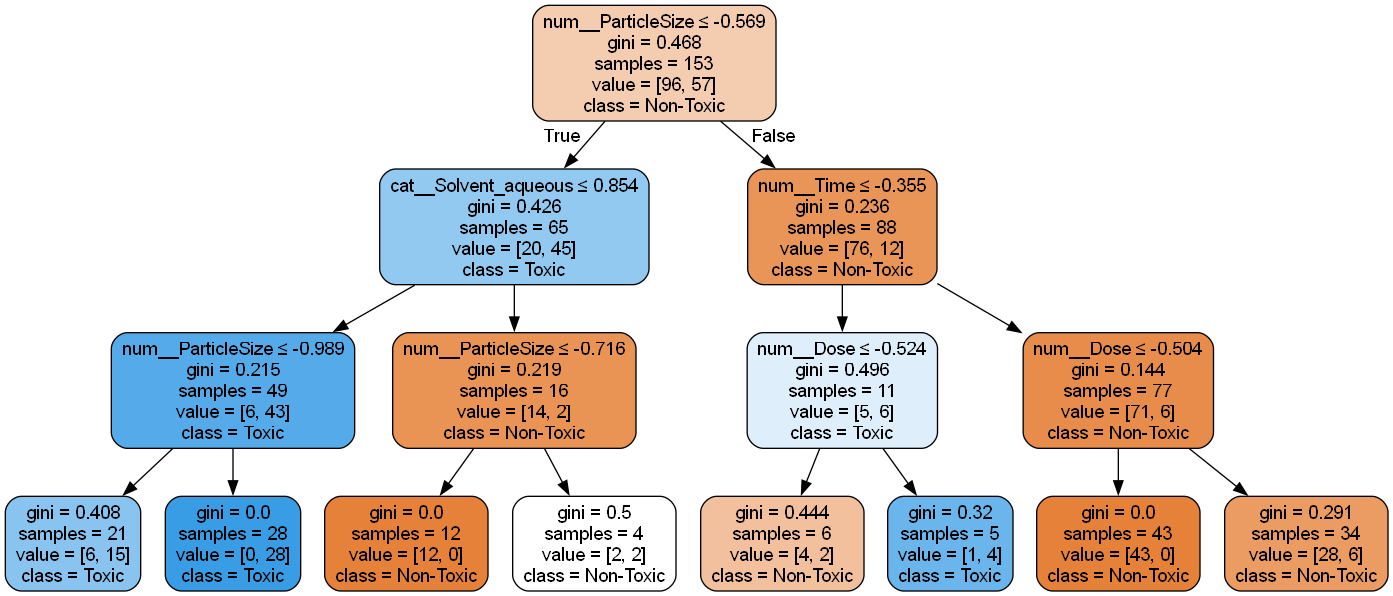 num__ParticleSize ≤ -0.569
gini = 0.468
samples = 153
value = [96, 57]
class = Non-Toxic
True
False
cat__Solvent_aqueous ≤ 0.854
gini = 0.426
samples = 65
value = [20, 45]
class = Toxic
num__Time ≤ -0.355
gini = 0.236
samples = 88
value = [76, 12]
class = Non-Toxic
num__ParticleSize ≤ -0.989
gini = 0.215
samples = 49
value = [6, 43]
class = Toxic
num__ParticleSize ≤ -0.716
gini = 0.219
samples = 16
value = [14, 2]
class = Non-Toxic
num__Dose ≤ -0.524
gini = 0.496
samples = 11
value = [5, 6]
class = Toxic
num__Dose ≤ -0.504
gini = 0.144
samples = 77
value = [71, 6]
class = Non-Toxic
gini = 0.408
samples = 21
value = [6, 15]
class = Toxic
gini = 0.0
samples = 28
value = [0, 28]
class = Toxic
gini = 0.0
samples = 12
value = [12, 0]
class = Non-Toxic
gini = 0.5
samples = 4
value = [2, 2]
class = Non-Toxic
gini = 0.444
samples = 6
value = [4, 2]
class = Non-Toxic
gini = 0.32
samples = 5
value = [1, 4]
class = Toxic
gini = 0.0
samples = 43
value = [43, 0]
class = Non-Toxic
gini = 0.291
samples = 34
value = [28, 6]
class = Non-Toxic